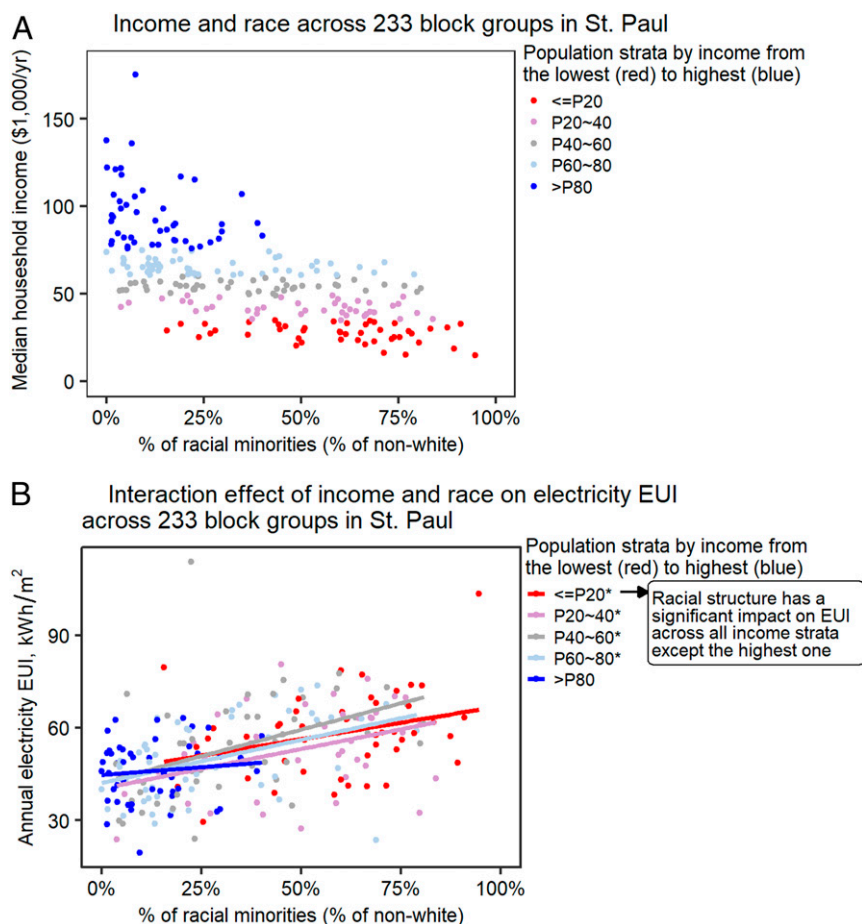 A
Income and race across 233 block groups in St. Paul
Median houseshold income ($1,000/yr)
150
100
50
0
0%
25%
50%
75%
100%
% of racial minorities (% of non-white)
Population strata by income from
the lowest (red) to highest (blue)
<=P20
P20~40
P40~60
P60~80
>P80
B
Interaction effect of income and race on electricity EUI
across 233 block groups in St. Paul
Annual electricity EUI, kWh/m²
90
60
30
0%
25%
50%
75%
100%
% of racial minorities (% of non-white)
Population strata by income from
the lowest (red) to highest (blue)
<=P20*
P20~40*
P40~60*
P60~80*
>P80
Racial structure has a
significant impact on EUI
across all income strata
except the highest one